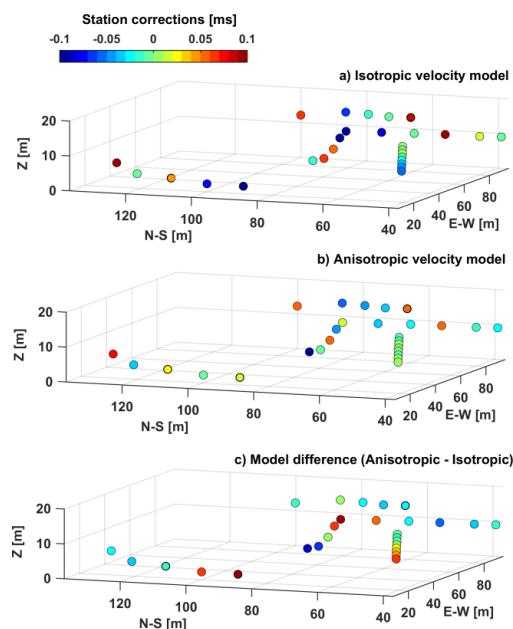 Station corrections [ms]
-0.1 -0.05 0 0.05 0.1
a) Isotropic velocity model
20
10
0
Z [m]
120 100 80 60 40
N-S [m]
20 40 60 80
E-W [m]
b) Anisotropic velocity model
20
10
0
Z [m]
120 100 80 60 40
N-S [m]
20 40 60 80
E-W [m]
c) Model difference (Anisotropic - Isotropic)
20
10
0
Z [m]
120 100 80 60 40
N-S [m]
20 40 60 80
E-W [m]